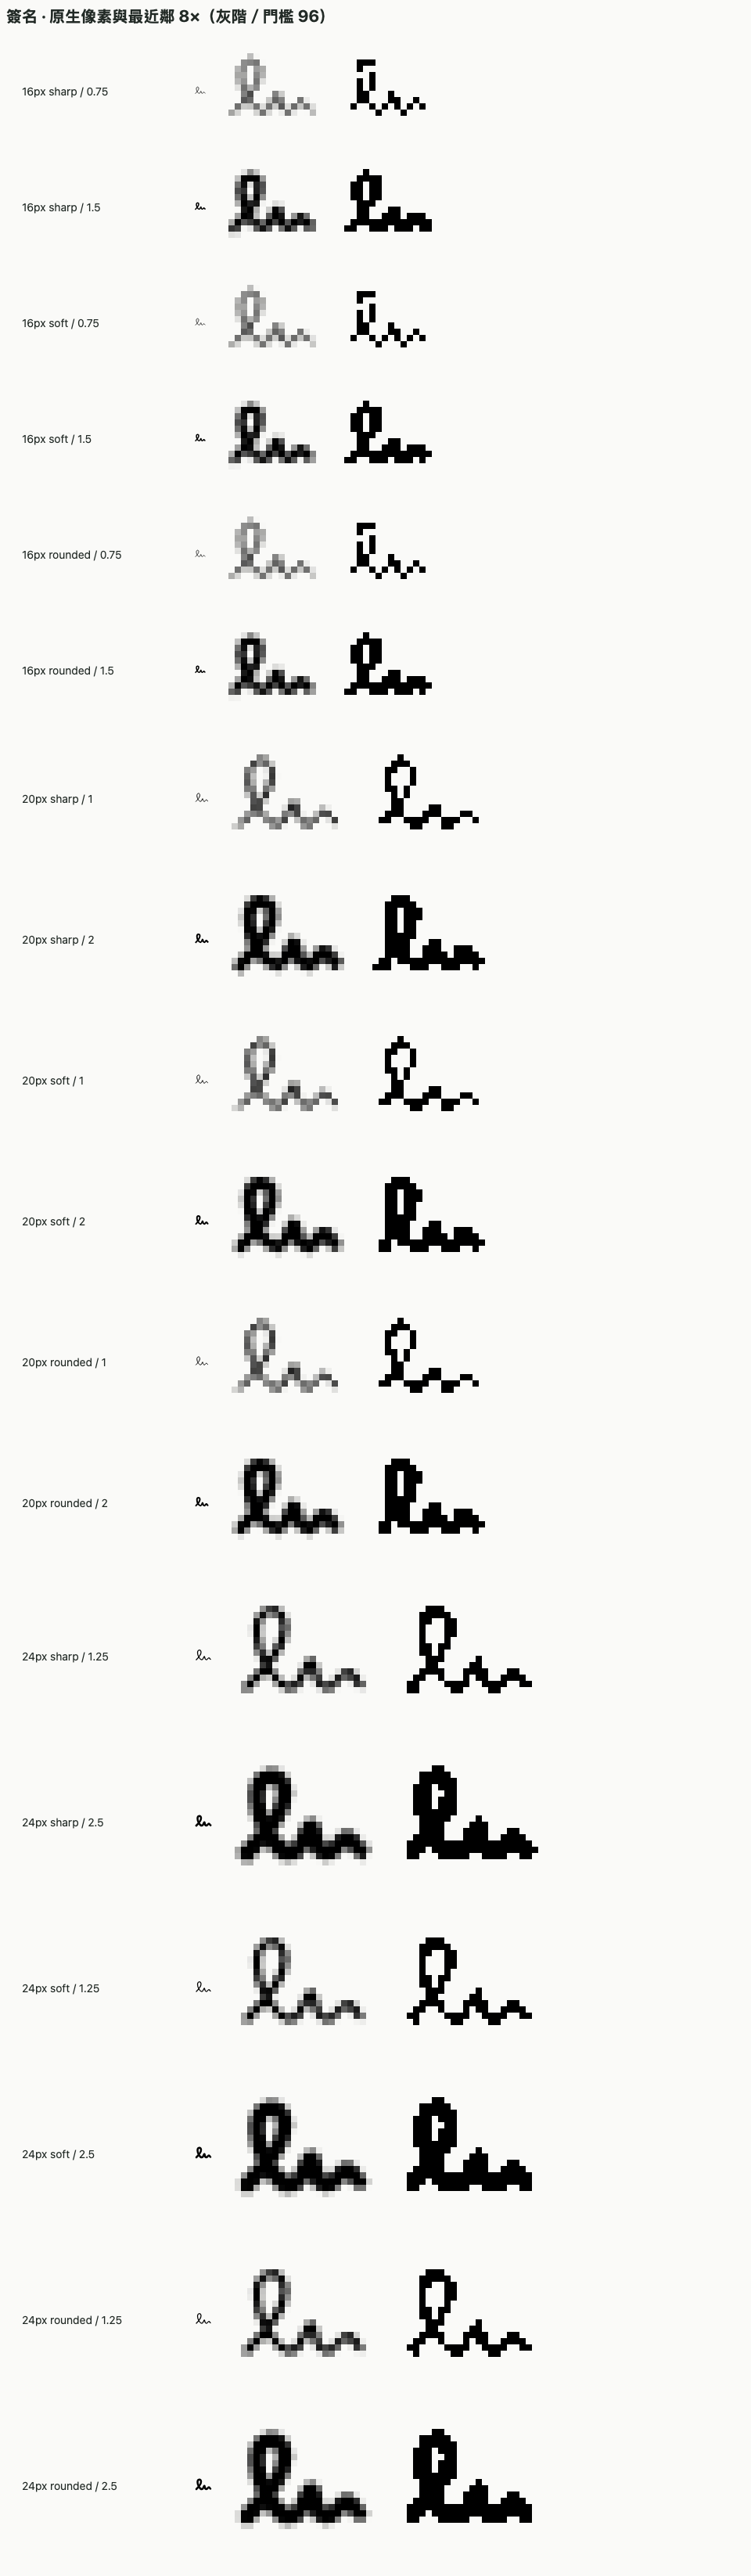 簽名 · 原生像素與最近鄰 8×（灰階 / 門檻 96）
16px sharp / 0.75
16px sharp / 1.5
16px soft / 0.75
16px soft / 1.5
16px rounded / 0.75
16px rounded / 1.5
20px sharp / 1
20px sharp / 2
20px soft / 1
20px soft / 2
20px rounded / 1
20px rounded / 2
24px sharp / 1.25
24px sharp / 2.5
24px soft / 1.25
24px soft / 2.5
24px rounded / 1.25
24px rounded / 2.5